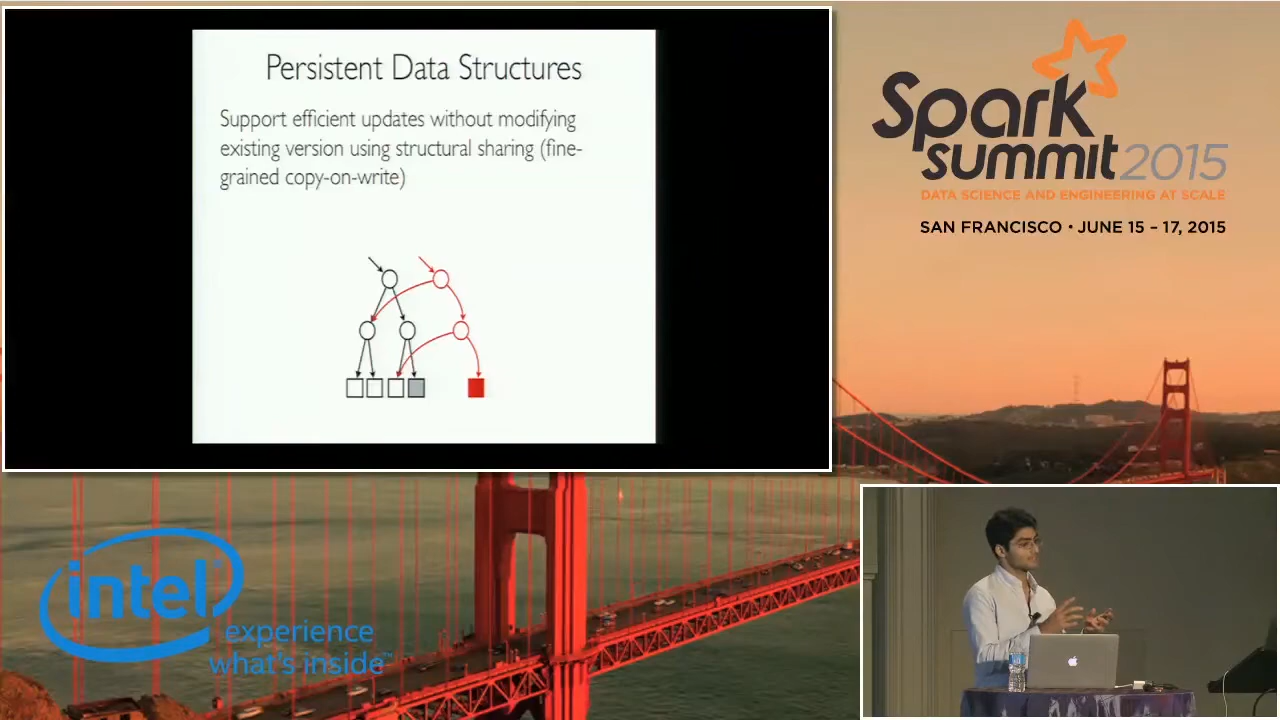 Persistent Data Structures
Support efficient updates without modifying
existing version using structural sharing (fine-
grained copy-on-write)
Spark
summit 2015
DATA SCIENCE AND ENGINEERING AT SCALE
SAN FRANCISCO • JUNE 15 – 17, 2015
intel®
experience
what's inside™